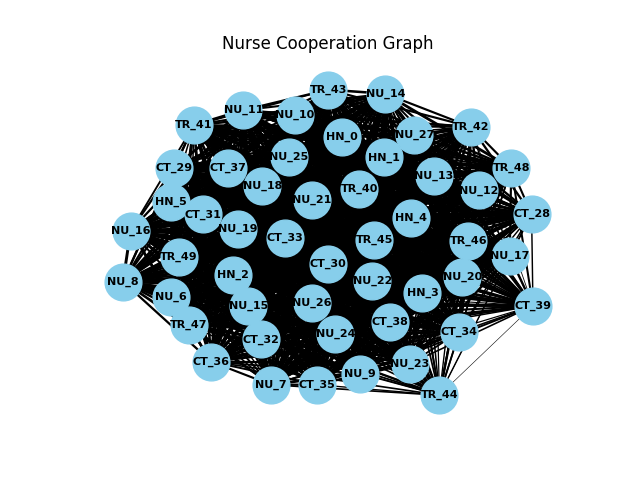 Nurse Cooperation Graph
TR_43
NU_14
NU_11
NU_10
TR_41
TR_42
HN_0
NU_27
NU_25
HN_1
CT_29
CT_37
TR_48
NU_13
NU_18
TR_40
NU_12
NU_21
HN_5
CT_31
CT_28
HN_4
NU_16
NU_19
CT_33
TR_45
TR_46
TR_49
NU_17
CT_30
HN_2
NU_20
NU_8
NU_22
HN_3
NU_6
NU_15
NU_26
CT_39
TR_47
CT_38
CT_34
NU_24
CT_32
CT_36
NU_23
NU_9
NU_7
CT_35
TR_44